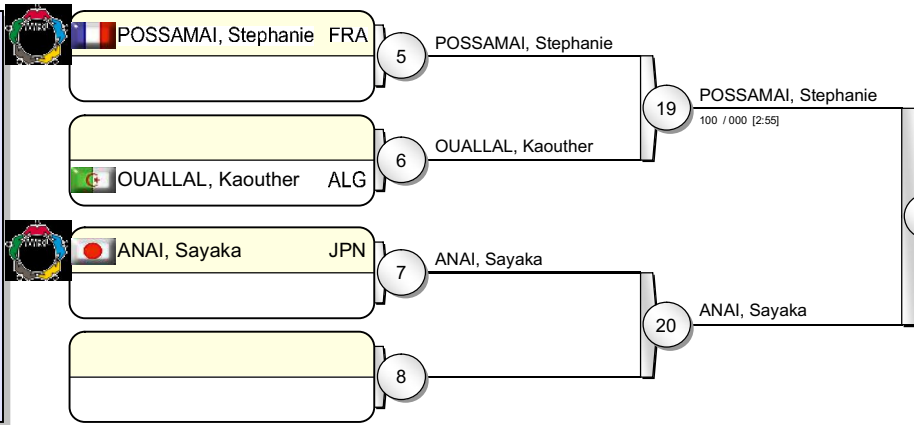 POSSAMAI, Stephanie FRA
5
POSSAMAI, Stephanie
19
POSSAMAI, Stephanie
100 / 000 [2:55]
6
OUALLAL, Kaouther
OUALLAL, Kaouther ALG
ANAI, Sayaka JPN
7
ANAI, Sayaka
20
ANAI, Sayaka
8